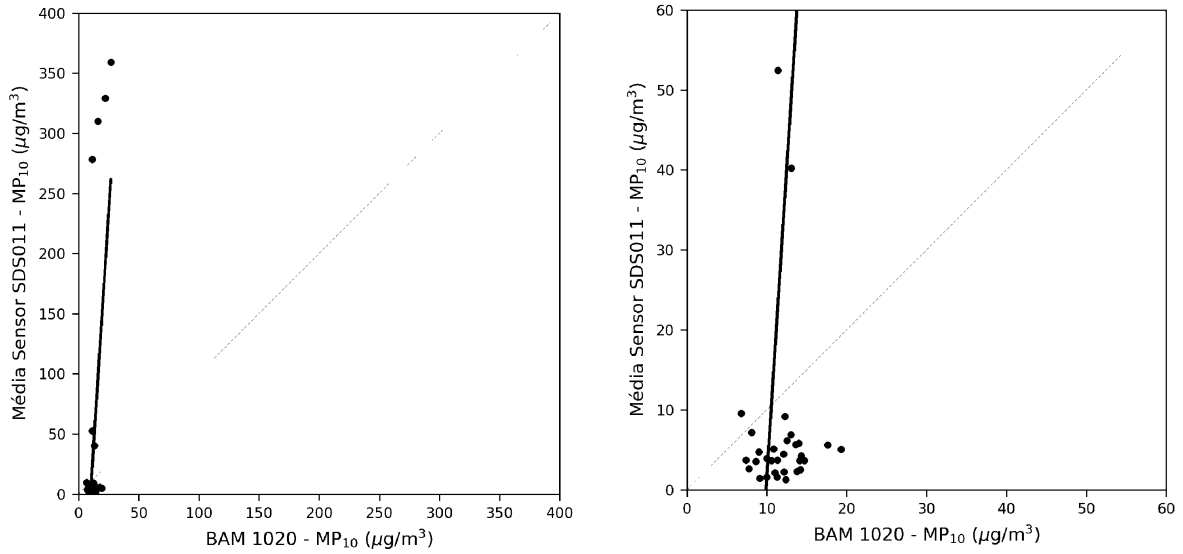 400
350
300
250
200
150
100
50
0
Média Sensor SDS011 - MP₁₀ (μg/m³)
0 50 100 150 200 250 300 350 400
BAM 1020 - MP₁₀ (μg/m³)
60
50
40
30
20
10
0
Média Sensor SDS011 - MP₁₀ (μg/m³)
0 10 20 30 40 50 60
BAM 1020 - MP₁₀ (μg/m³)